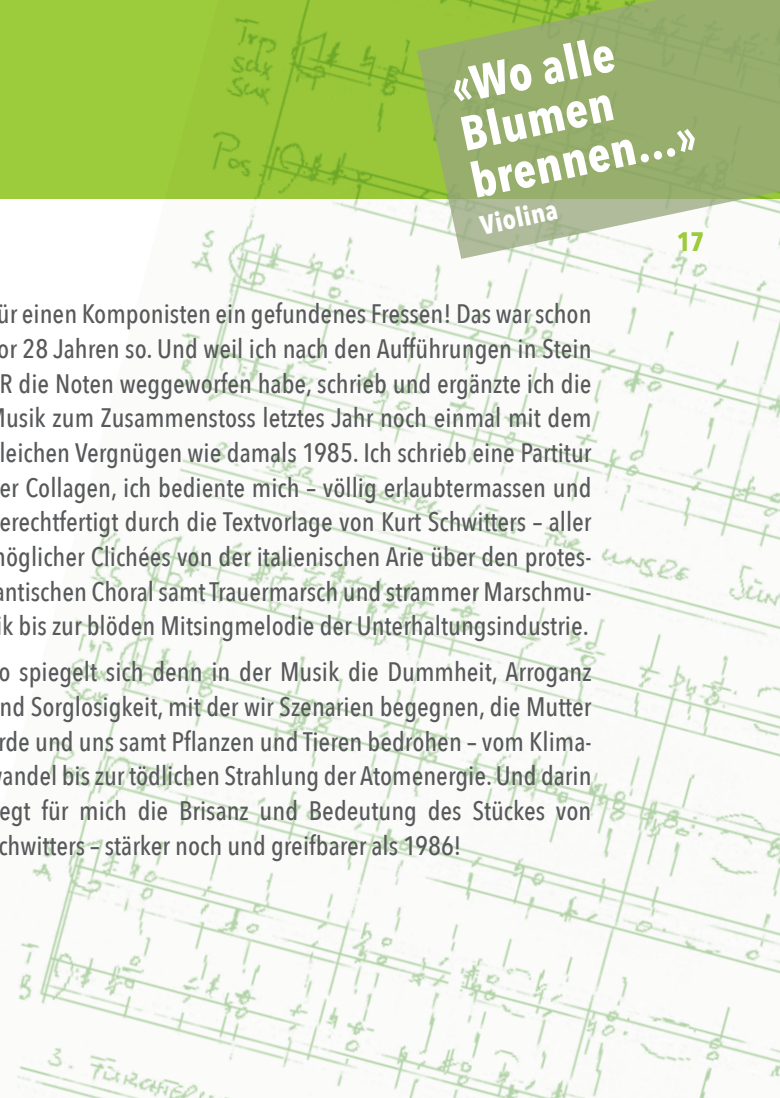 Trp
sax
sax
Pos
«Wo alle
Blumen
brennen...»
Violina
17
S
A
ür einen Komponisten ein gefundenes Fressen! Das war schon
or 28 Jahren so. Und weil ich nach den Aufführungen in Stein
R die Noten weggeworfen habe, schrieb und ergänzte ich die
Musik zum Zusammenstoss letztes Jahr noch einmal mit dem
leichen Vergnügen wie damals 1985. Ich schrieb eine Partitur
er Collagen, ich bediente mich – völlig erlaubtermassen und
erechtfertigt durch die Textvorlage von Kurt Schwitters – aller
möglicher Clichées von der italienischen Arie über den protes-
antischen Choral samt Trauermarsch und strammer Marschmu-
ik bis zur blöden Mitsingmelodie der Unterhaltungsindustrie.
UNSRE
o spiegelt sich denn in der Musik die Dummheit, Arroganz
nd Sorglosigkeit, mit der wir Szenarien begegnen, die Mutter
rde und uns samt Pflanzen und Tieren bedrohen – vom Klima-
wandel bis zur tödlichen Strahlung der Atomenergie. Und darin
egt für mich die Brisanz und Bedeutung des Stückes von
chwitters – stärker noch und greifbarer als 1986!
A
T
B
3.